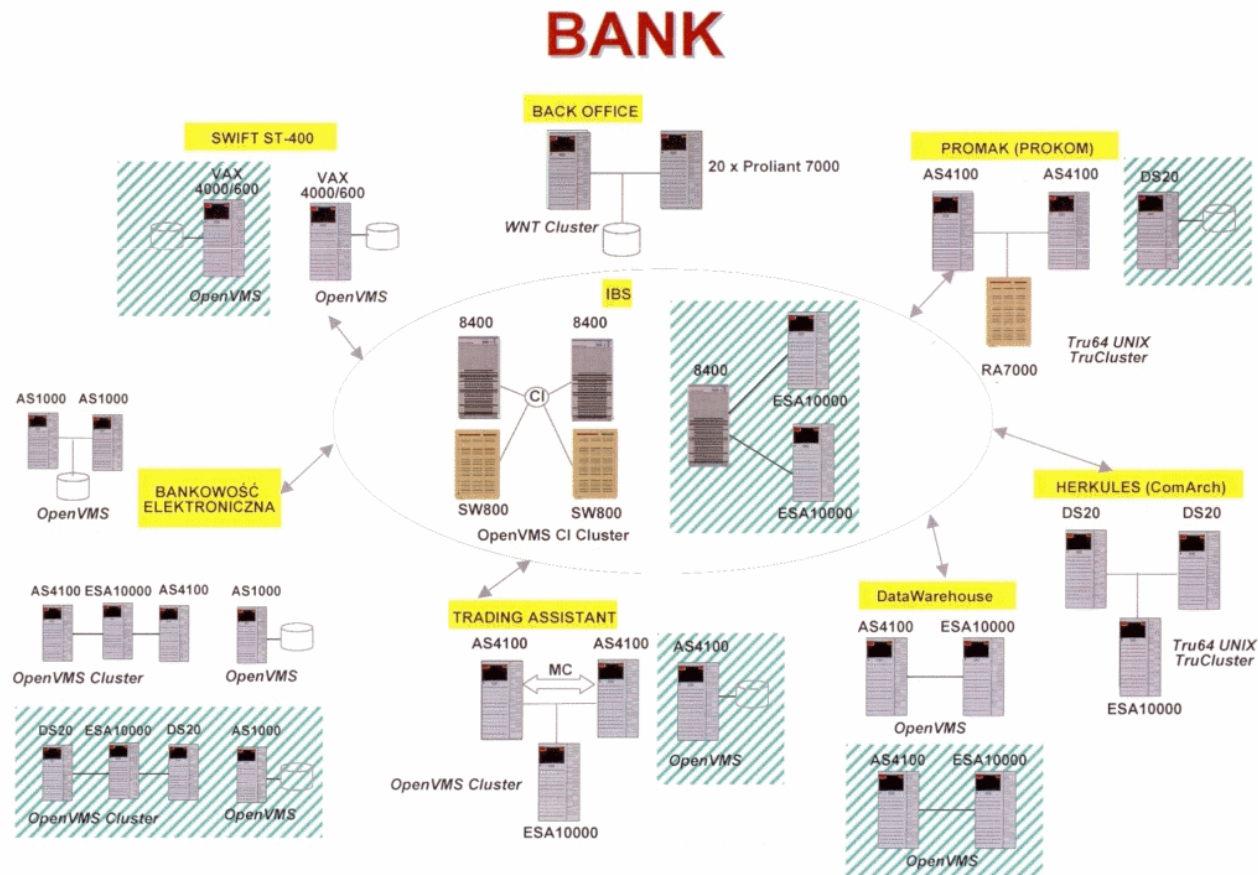 BANK
BACK OFFICE
20 x Proliant 7000
WNT Cluster
SWIFT ST-400
VAX
4000/600
OpenVMS
VAX
4000/600
OpenVMS
PROMAK (PROKOM)
AS4100
AS4100
DS20
RA7000
Tru64 UNIX
TruCluster
IBS
8400
8400
CI
SW800
SW800
OpenVMS CI Cluster
8400
ESA10000
ESA10000
AS1000
AS1000
OpenVMS
BANKOWOŚĆ
ELEKTRONICZNA
AS4100
ESA10000
AS4100
OpenVMS Cluster
AS1000
OpenVMS
DS20
ESA10000
DS20
OpenVMS Cluster
AS1000
OpenVMS
TRADING ASSISTANT
AS4100
AS4100
MC
OpenVMS Cluster
ESA10000
AS4100
OpenVMS
DataWarehouse
AS4100
ESA10000
OpenVMS
AS4100
ESA10000
OpenVMS
HERKULES (ComArch)
DS20
DS20
Tru64 UNIX
TruCluster
ESA10000